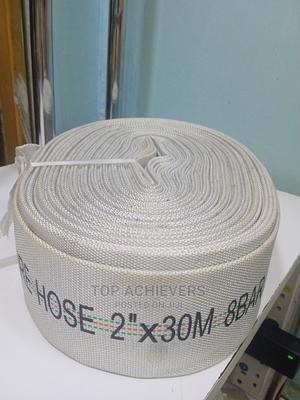 TOP ACHIEVERS
POSTED ON JIJI
HOSE 2"x30M 8BAR